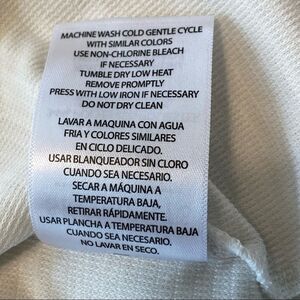 MACHINE WASH COLD GENTLE CYCLE
WITH SIMILAR COLORS
USE NON-CHLORINE BLEACH
IF NECESSARY
TUMBLE DRY LOW HEAT
REMOVE PROMPTLY
PRESS WITH LOW IRON IF NECESSARY
DO NOT DRY CLEAN
LAVAR A MAQUINA CON AGUA
FRIA Y COLORES SIMILARES
EN CICLO DELICADO.
USAR BLANQUEADOR SIN CLORO
CUANDO SEA NECESARIO.
SECAR A MÁQUINA A
TEMPERATURA BAJA,
RETIRAR RÁPIDAMENTE.
USAR PLANCHA A TEMPERATURA BAJA
CUANDO SEA NECESARIO.
NO LAVAR EN SECO.